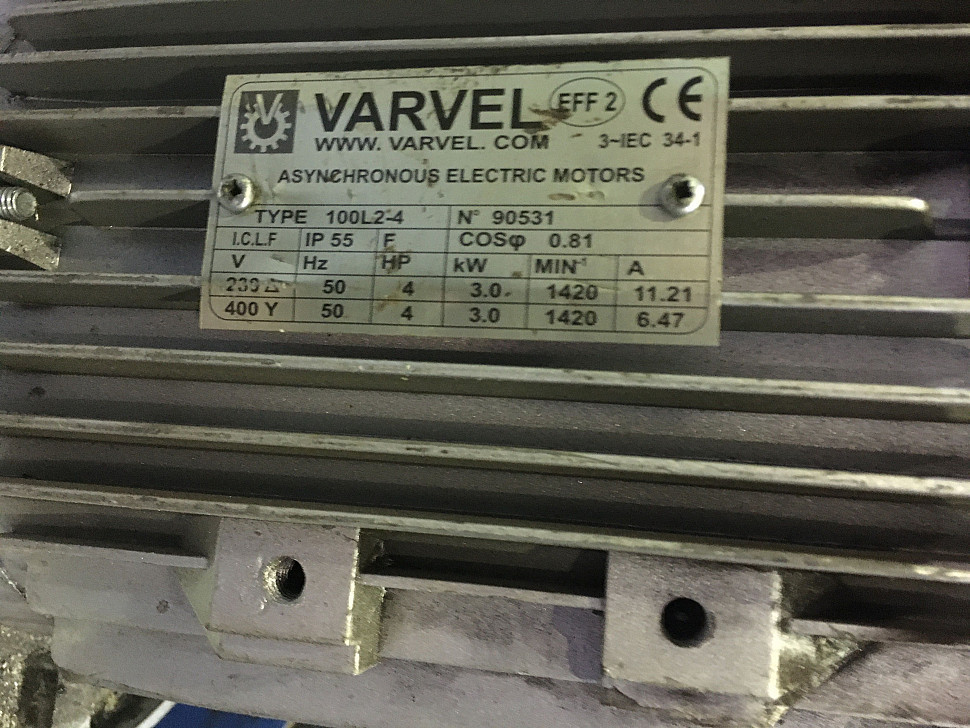 VARVEL EFF 2 CE
WWW. VARVEL. COM 3~IEC 34-1
ASYNCHRONOUS ELECTRIC MOTORS
TYPE 100L2-4 N° 90531
I.C.L.F IP 55 F COSφ 0.81
V Hz HP kW MIN⁻¹ A
230 △ 50 4 3.0 1420 11.21
400 Y 50 4 3.0 1420 6.47